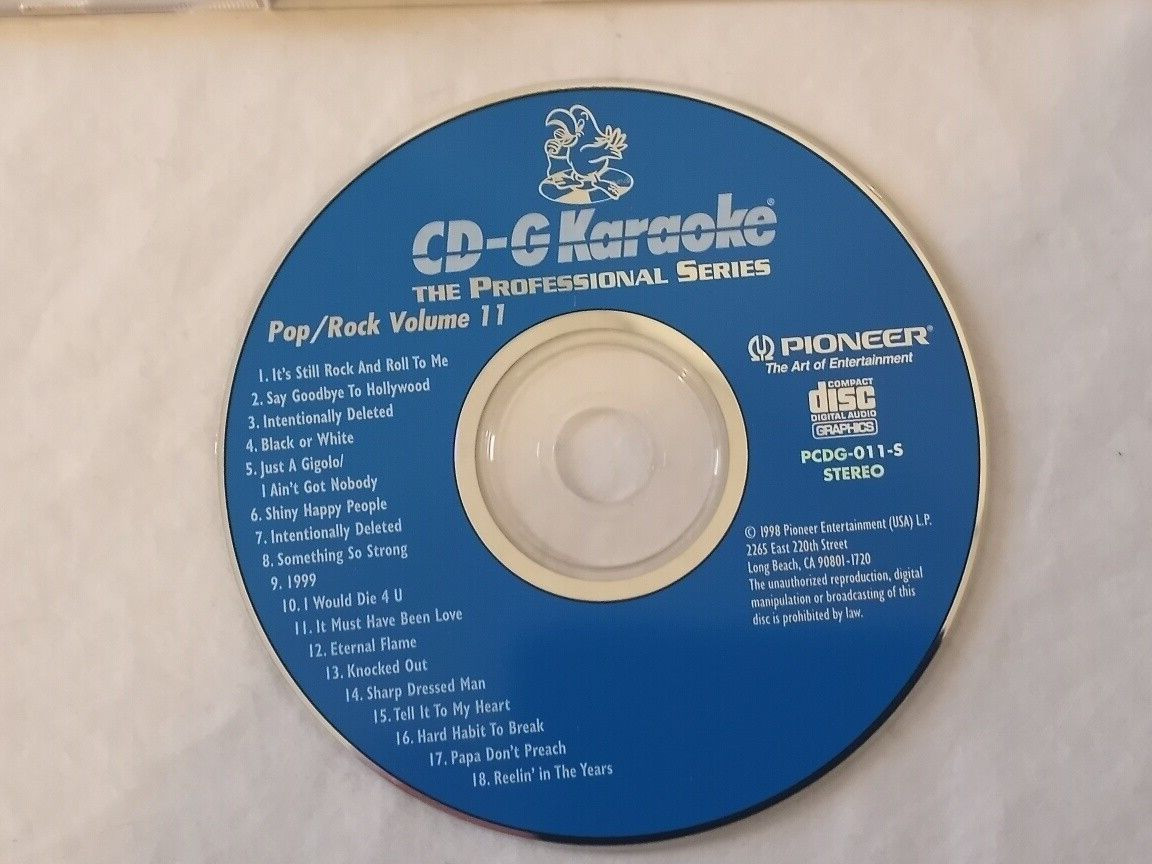 CD-G Karaoke®
THE PROFESSIONAL SERIES
Pop/Rock Volume 11
1. It's Still Rock And Roll To Me
2. Say Goodbye To Hollywood
3. Intentionally Deleted
4. Black or White
5. Just A Gigolo/
I Ain't Got Nobody
6. Shiny Happy People
7. Intentionally Deleted
8. Something So Strong
9. 1999
10. I Would Die 4 U
11. It Must Have Been Love
12. Eternal Flame
13. Knocked Out
14. Sharp Dressed Man
15. Tell It To My Heart
16. Hard Habit To Break
17. Papa Don't Preach
18. Reelin' in The Years
PIONEER®
The Art of Entertainment
COMPACT
disc
DIGITAL AUDIO
GRAPHICS
PCDG-011-S
STEREO
© 1998 Pioneer Entertainment (USA) L.P.
2265 East 220th Street
Long Beach, CA 90801-1720
The unauthorized reproduction, digital
manipulation or broadcasting of this
disc is prohibited by law.